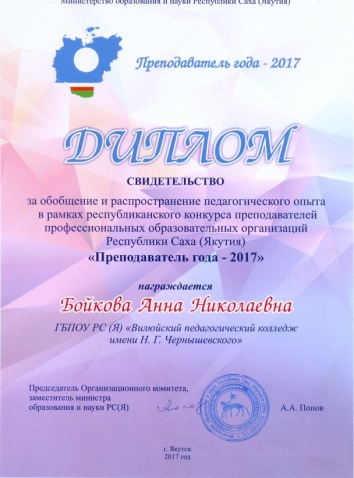 Министерство образования и науки Республики Саха (Якутия)
Преподаватель года - 2017
ДИПЛОМ
СВИДЕТЕЛЬСТВО
за обобщение и распространение педагогического опыта
в рамках республиканского конкурса преподавателей
профессиональных образовательных организаций
Республики Саха (Якутия)
«Преподаватель года - 2017»
награждается
Бойкова Анна Николаевна
ГБПОУ РС (Я) «Вилюйский педагогический колледж
имени Н. Г. Чернышевского»
Председатель Организационного комитета,
заместитель министра
образования и науки РС(Я)
А.А. Попов
г. Якутск
2017 год